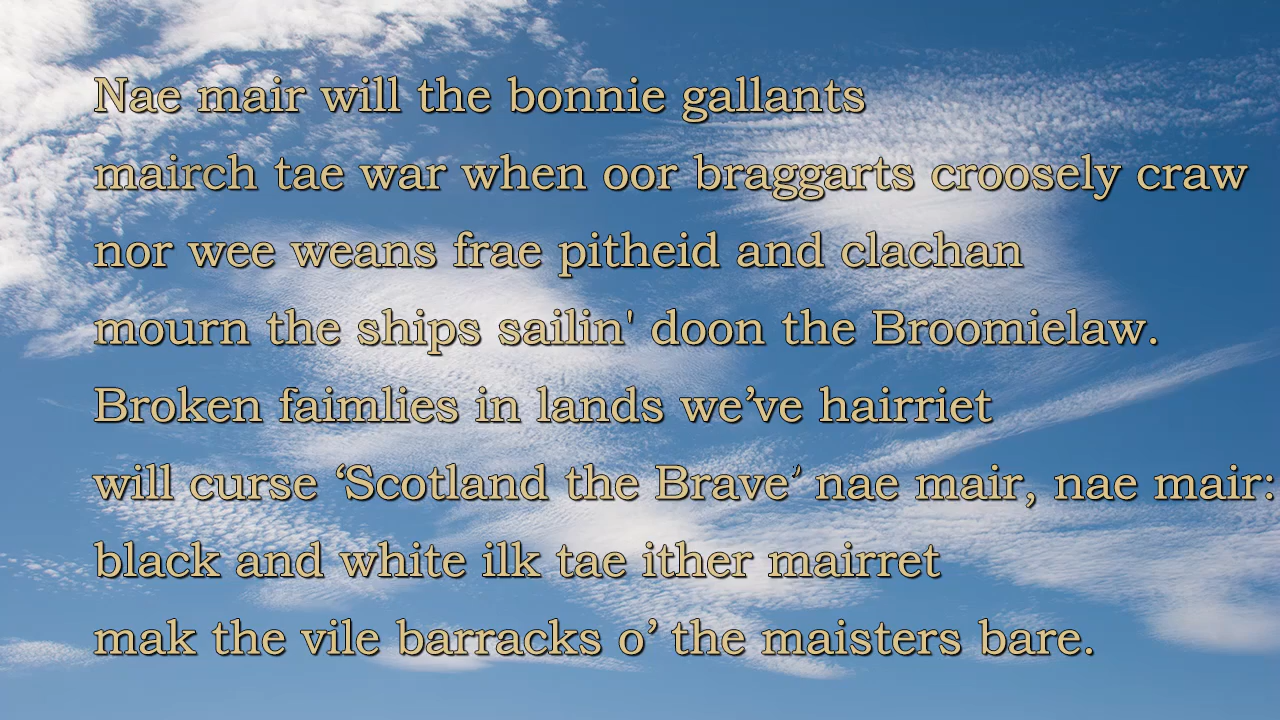 Nae mair will the bonnie gallants
mairch tae war when oor braggarts croosely craw
nor wee weans frae pitheid and clachan
mourn the ships sailin' doon the Broomielaw.
Broken faimlies in lands we’ve hairriet
will curse ‘Scotland the Brave’ nae mair, nae mair:
black and white ilk tae ither mairret
mak the vile barracks o’ the maisters bare.